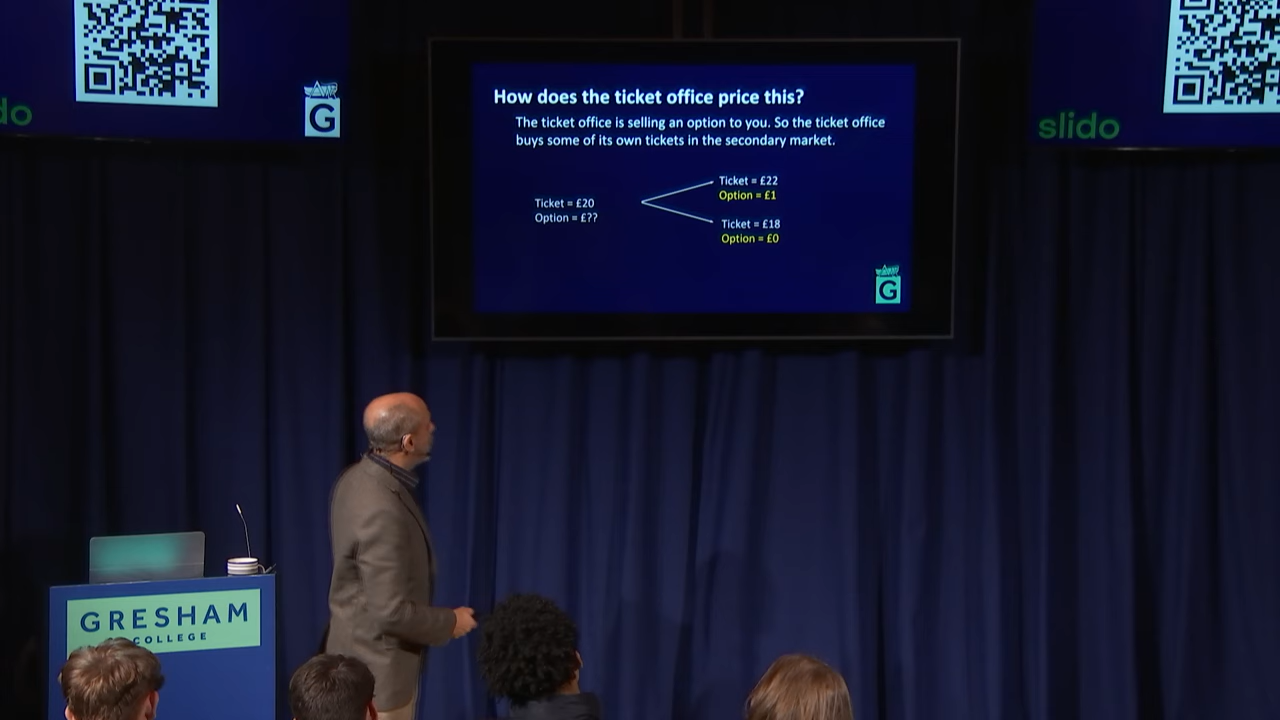 do
G
How does the ticket office price this?
The ticket office is selling an option to you. So the ticket office
buys some of its own tickets in the secondary market.
Ticket = £22
Option = £1
Ticket = £20
Option = £??
Ticket = £18
Option = £0
G
slido
GRESHAM
COLLEGE